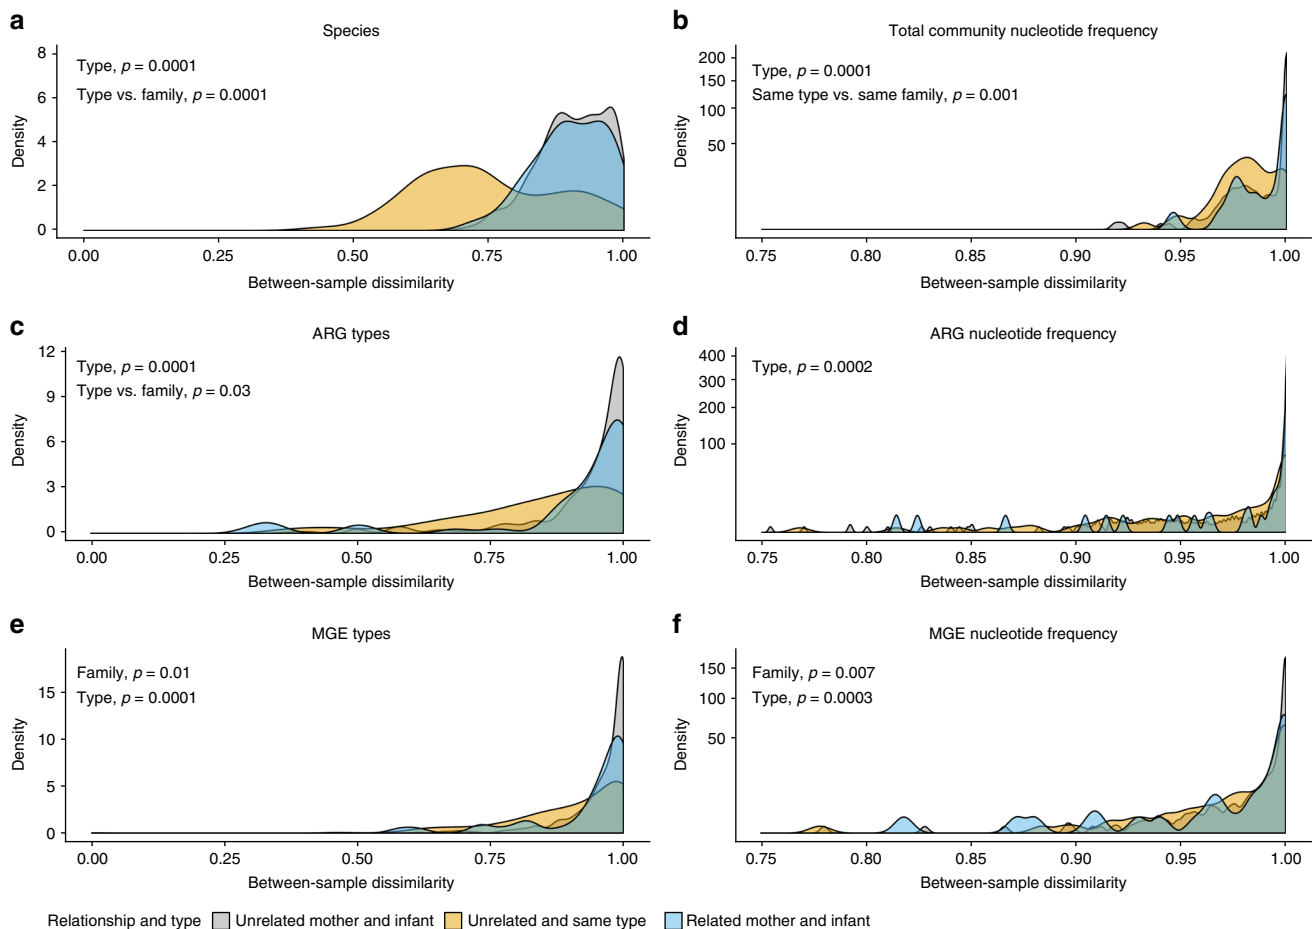 a
Species
8
6
4
2
0
Density
Type, p = 0.0001
Type vs. family, p = 0.0001
0.00 0.25 0.50 0.75 1.00
Between-sample dissimilarity
b
Total community nucleotide frequency
200
150
100
50
Density
Type, p = 0.0001
Same type vs. same family, p = 0.001
0.75 0.80 0.85 0.90 0.95 1.00
Between-sample dissimilarity
c
ARG types
12
9
6
3
0
Density
Type, p = 0.0001
Type vs. family, p = 0.03
0.00 0.25 0.50 0.75 1.00
Between-sample dissimilarity
d
ARG nucleotide frequency
400
300
200
100
Density
Type, p = 0.0002
0.75 0.80 0.85 0.90 0.95 1.00
Between-sample dissimilarity
e
MGE types
15
10
5
0
Density
Family, p = 0.01
Type, p = 0.0001
0.00 0.25 0.50 0.75 1.00
Between-sample dissimilarity
f
MGE nucleotide frequency
150
100
50
Density
Family, p = 0.007
Type, p = 0.0003
0.75 0.80 0.85 0.90 0.95 1.00
Between-sample dissimilarity
Relationship and type Unrelated mother and infant Unrelated and same type Related mother and infant